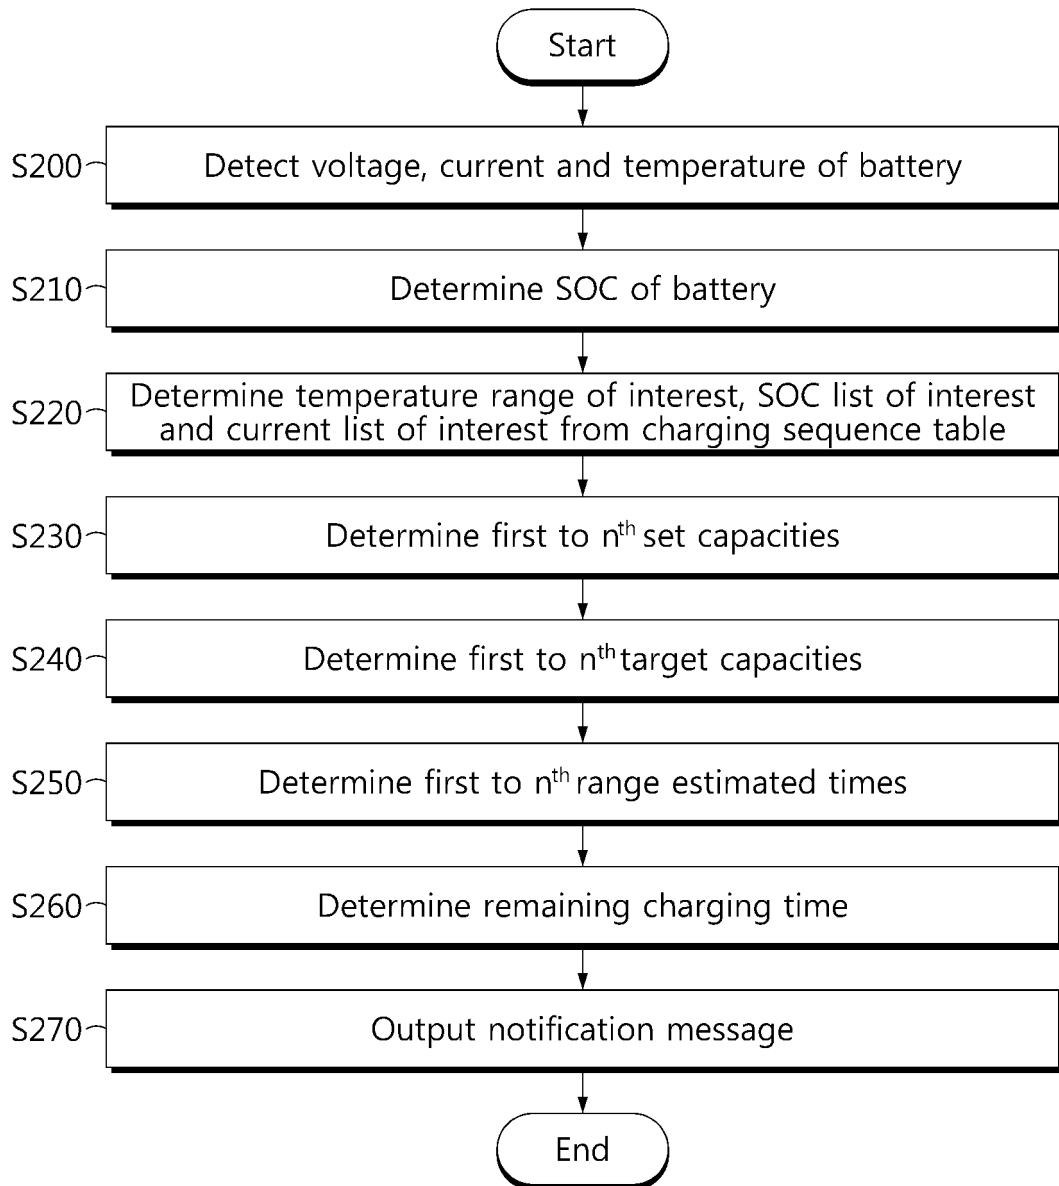 Start
S200
Detect voltage, current and temperature of battery
S210
Determine SOC of battery
S220
Determine temperature range of interest, SOC list of interest
and current list of interest from charging sequence table
S230
Determine first to nth set capacities
S240
Determine first to nth target capacities
S250
Determine first to nth range estimated times
S260
Determine remaining charging time
S270
Output notification message
End